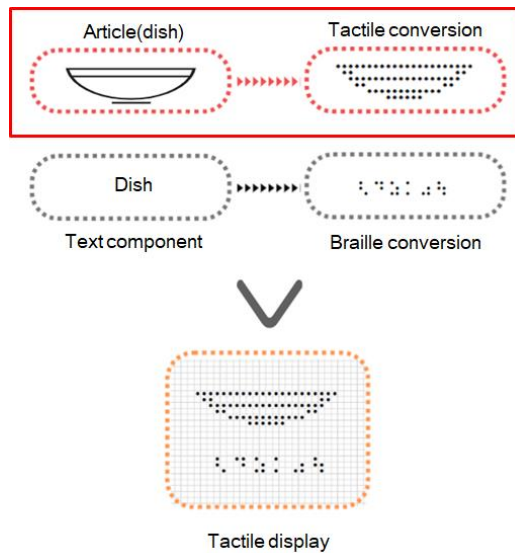 Article(dish)
Tactile conversion
Dish
Text component
Braille conversion
Tactile display